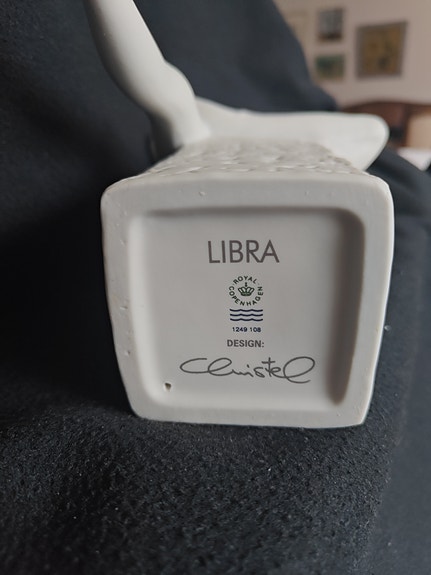 LIBRA
ROYAL
COPENHAGEN
1249 108
DESIGN:
Christel